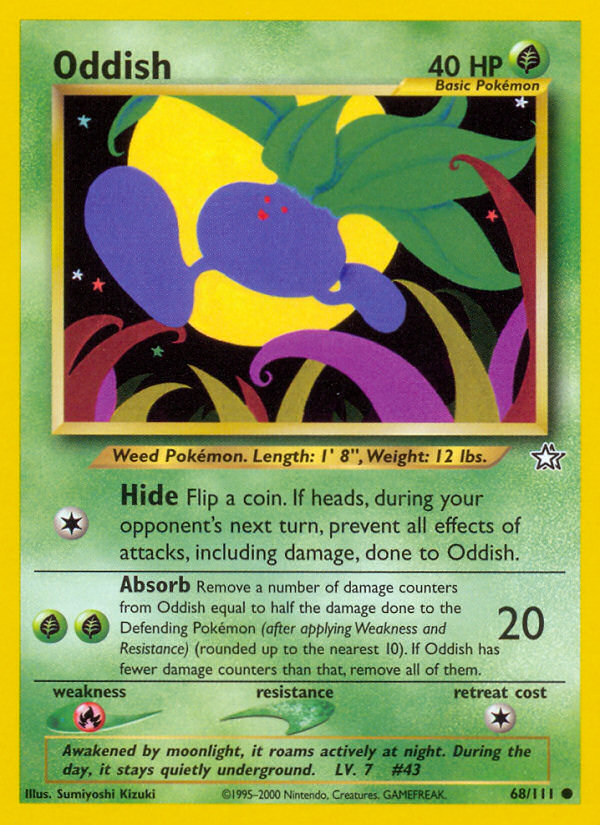 Oddish 40 HP
Basic Pokémon
Weed Pokémon. Length: 1' 8", Weight: 12 lbs.
Hide Flip a coin. If heads, during your
opponent's next turn, prevent all effects of
attacks, including damage, done to Oddish.
Absorb Remove a number of damage counters
from Oddish equal to half the damage done to the
Defending Pokémon (after applying Weakness and
Resistance) (rounded up to the nearest 10). If Oddish has
fewer damage counters than that, remove all of them.
20
weakness resistance retreat cost
Awakened by moonlight, it roams actively at night. During the
day, it stays quietly underground. LV. 7 #43
Illus. Sumiyoshi Kizuki ©1995-2000 Nintendo, Creatures, GAMEFREAK. 68/111